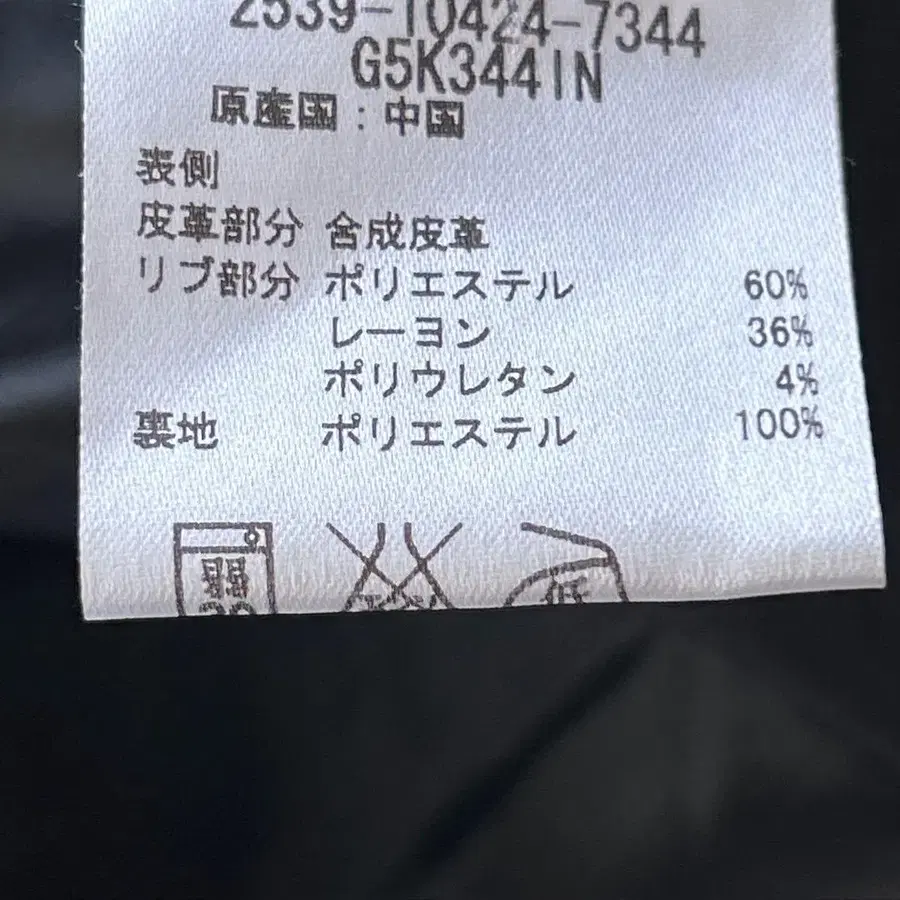 2539-10424-7344
G5K344IN
原産国：中国
表側
皮革部分 合成皮革
リブ部分 ポリエステル 60%
レーヨン 36%
ポリウレタン 4%
裏地 ポリエステル 100%
弱
低